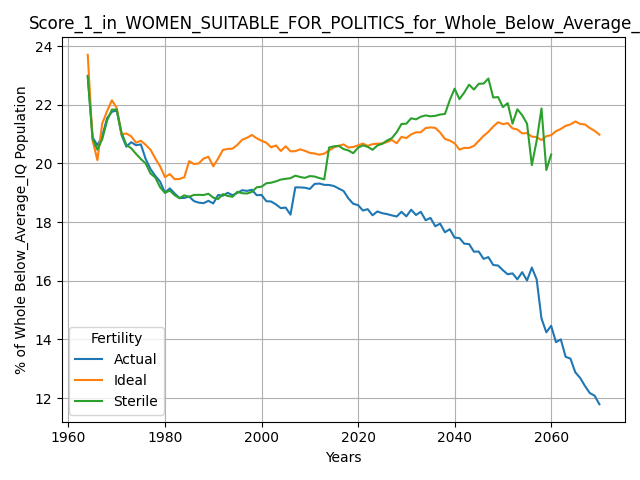 Score_1_in_WOMEN_SUITABLE_FOR_POLITICS_for_Whole_Below_Average_
% of Whole Below_Average_IQ Population
24
22
20
18
16
14
12
Fertility
Actual
Ideal
Sterile
1960
1980
2000
2020
2040
2060
Years